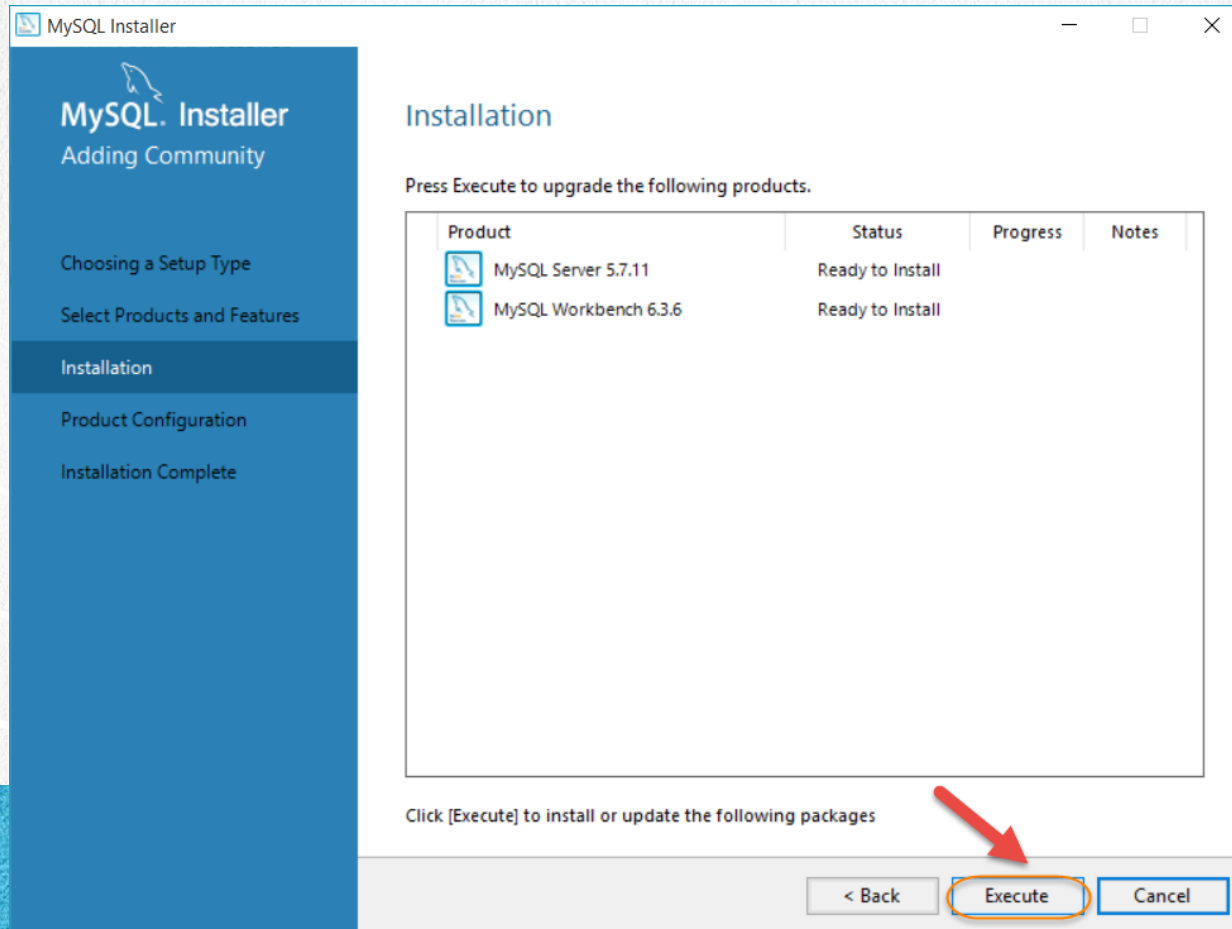 MySQL Installer
MySQL. Installer
Adding Community
Choosing a Setup Type
Select Products and Features
Installation
Product Configuration
Installation Complete
Installation
Press Execute to upgrade the following products.
Product Status Progress Notes
MySQL Server 5.7.11 Ready to Install
MySQL Workbench 6.3.6 Ready to Install
Click [Execute] to install or update the following packages
< Back Execute Cancel